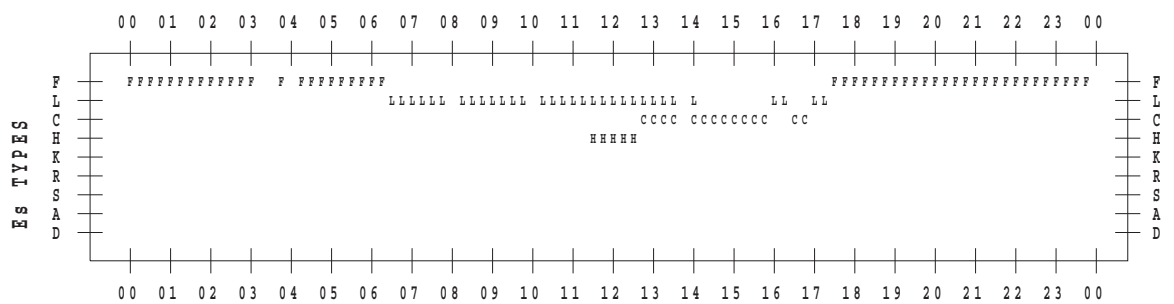 00 01 02 03 04 05 06 07 08 09 10 11 12 13 14 15 16 17 18 19 20 21 22 23 00
F FFFFFFFFFFFFF F FFFFFFFFF FFFFFFFFFFFFFFFFFFFFFFFFFF F
L LLLLLL LLLLLLL LLLLLLLLLLLLLL L LL LL L
C CCCC CCCCCCCC CC C
H HHHHH H
K K
R R
S S
A A
D D
Es TYPES
00 01 02 03 04 05 06 07 08 09 10 11 12 13 14 15 16 17 18 19 20 21 22 23 00